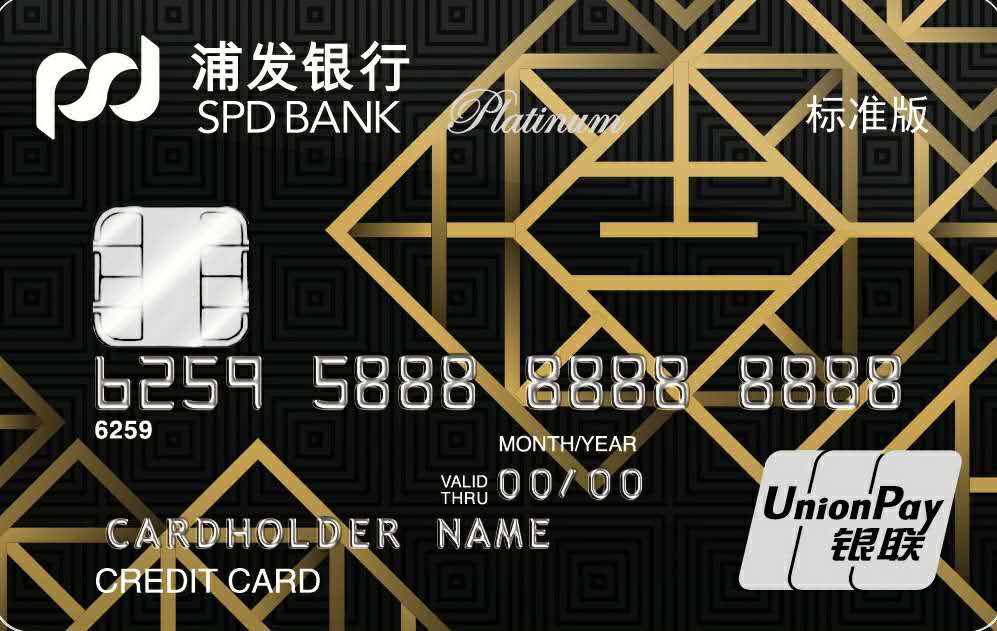 浦发银行
SPD BANK
Platinum
标准版
6259 5888 8888 8888
6259
MONTH/YEAR
VALID THRU 00/00
CARDHOLDER NAME
CREDIT CARD
UnionPay
银联